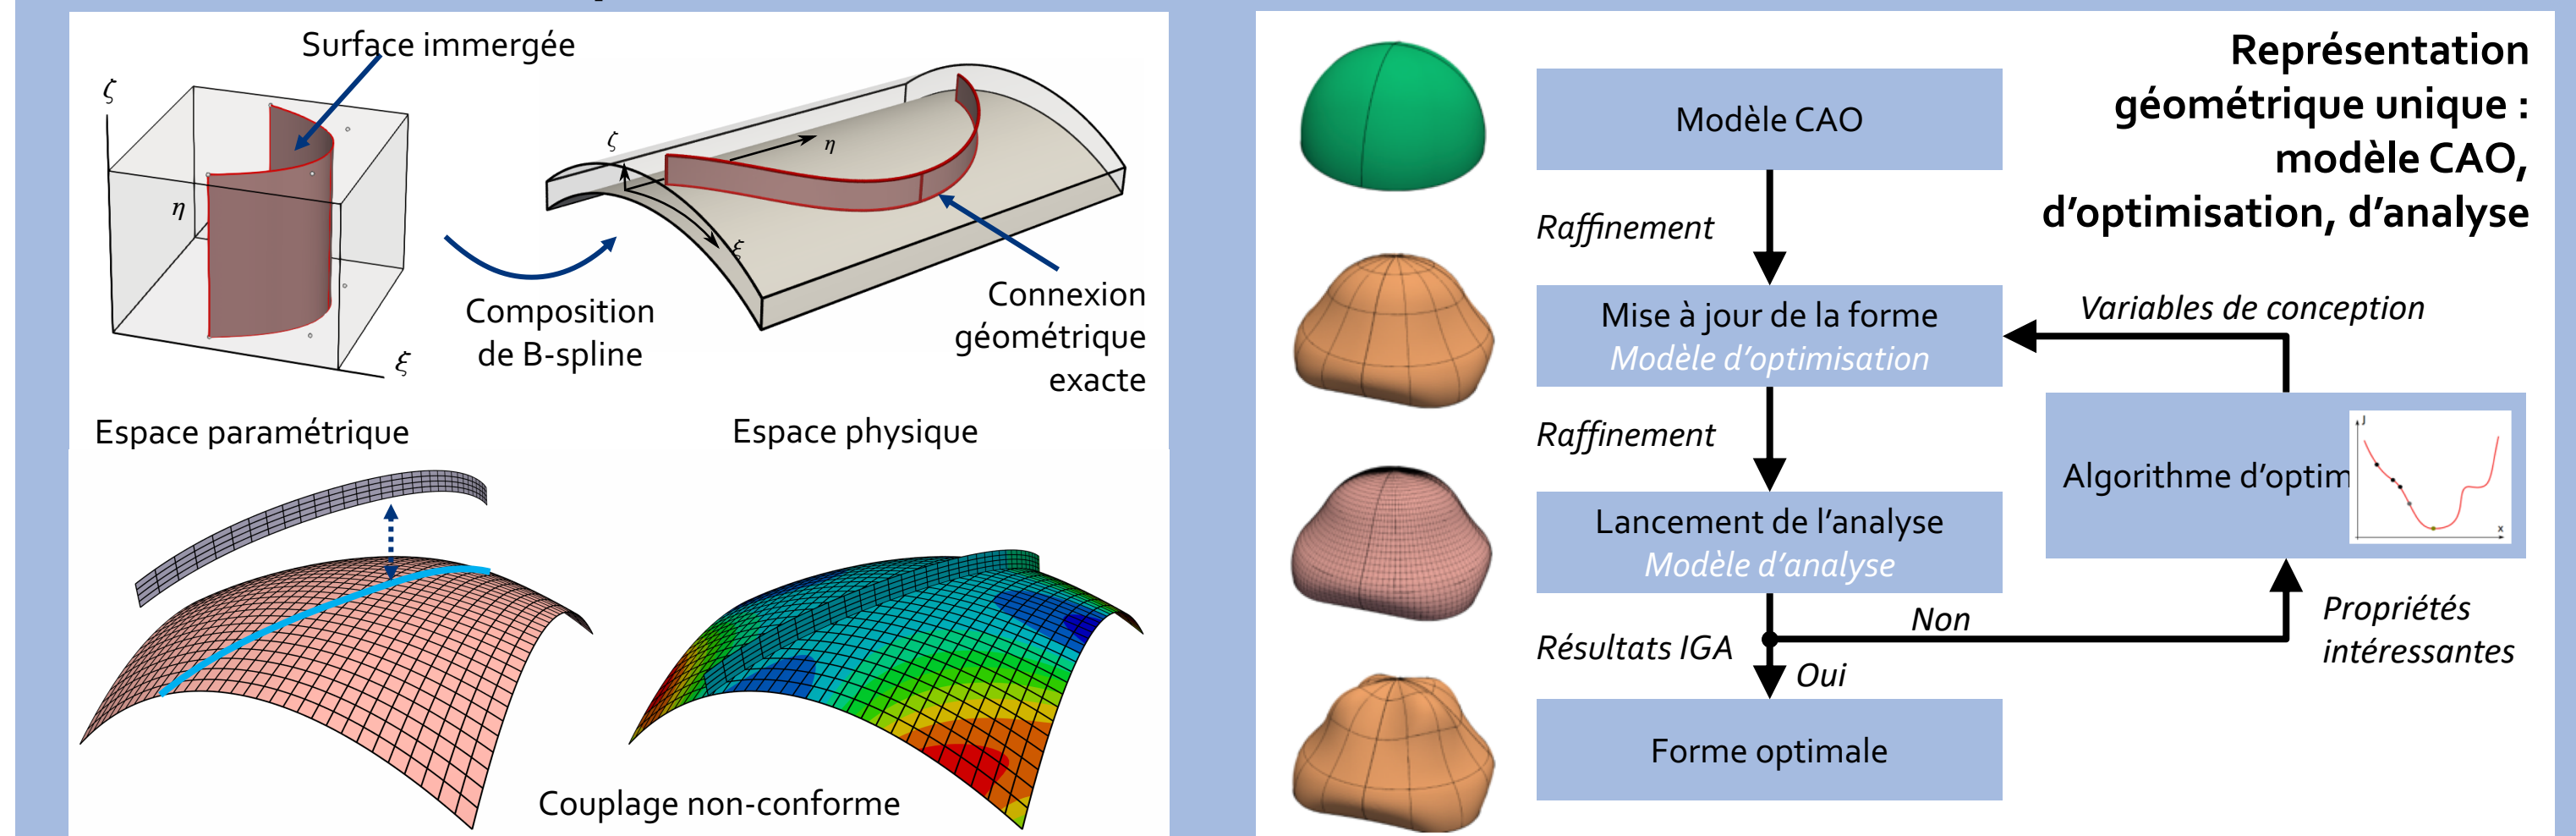 Surface immergée
ζ
η
ξ
ζ
η
ξ
Composition
de B-spline
Connexion
géométrique
exacte
Espace paramétrique
Espace physique
Couplage non-conforme
Représentation
géométrique unique :
modèle CAO,
d’optimisation, d’analyse
Modèle CAO
Raffinement
Mise à jour de la forme
Modèle d’optimisation
Variables de conception
Raffinement
Algorithme d’optim
J
x
Lancement de l’analyse
Modèle d’analyse
Non
Propriétés
intéressantes
Résultats IGA
Oui
Forme optimale